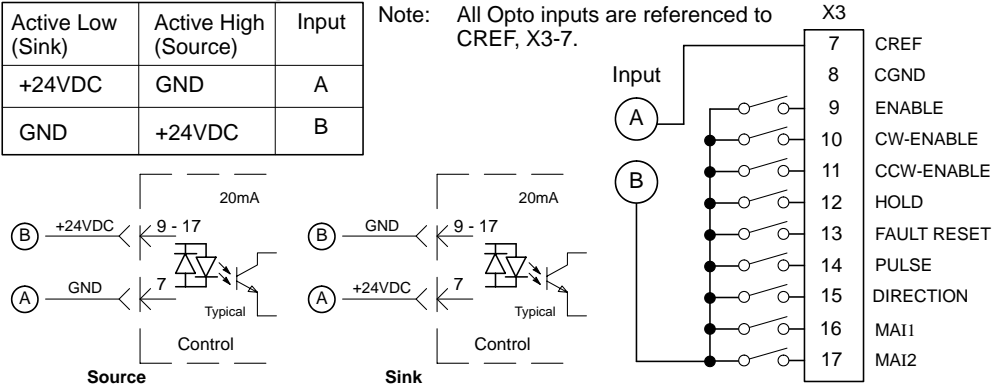 Active Low (Sink) Active High (Source) Input
+24VDC GND A
GND +24VDC B
Note: All Opto inputs are referenced to
CREF, X3-7.
X3
Input
A
B
7 CREF
8 CGND
9 ENABLE
10 CW-ENABLE
11 CCW-ENABLE
12 HOLD
13 FAULT RESET
14 PULSE
15 DIRECTION
16 MAI1
17 MAI2
20mA
B +24VDC 9 - 17
A GND 7
Typical
Control
Source
20mA
B GND 9 - 17
A +24VDC 7
Typical
Control
Sink